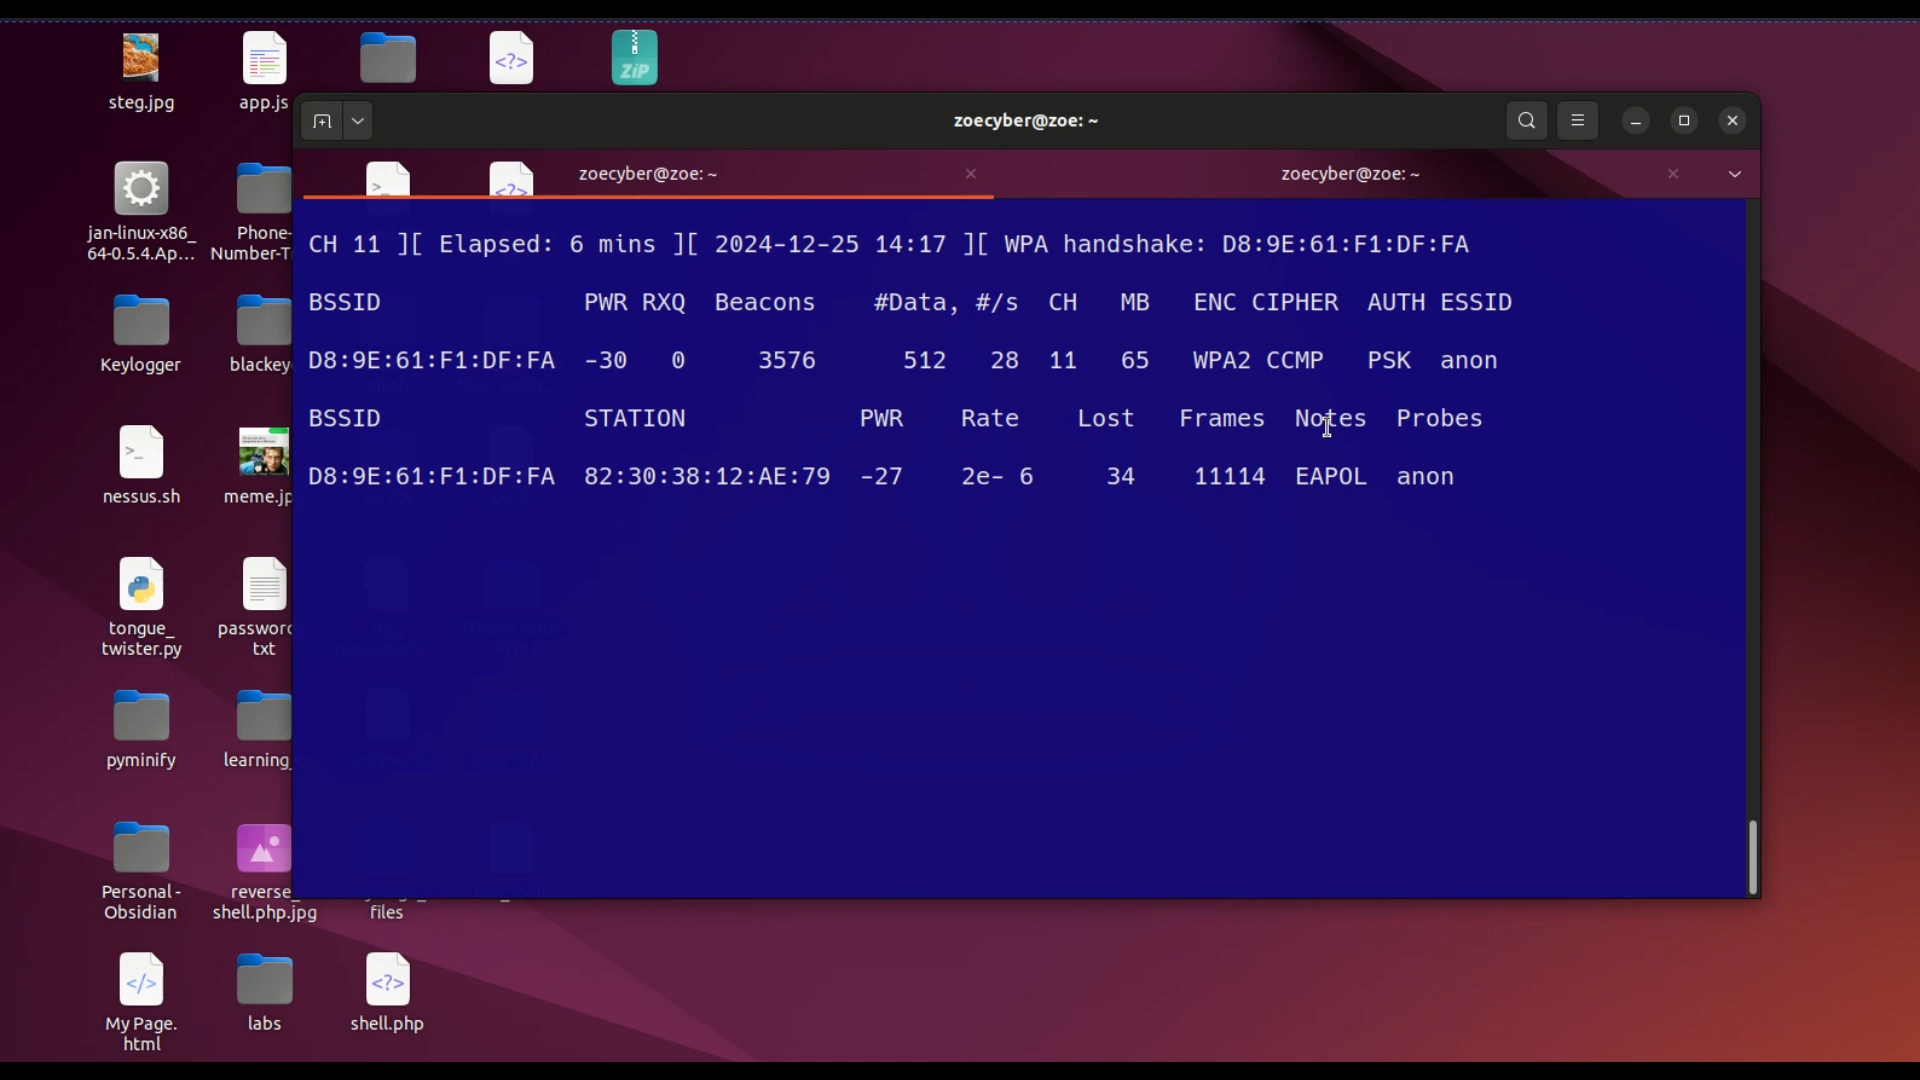 steg.jpg
app.js
ZiP
zoecyber@zoe: ~
zoecyber@zoe: ~
zoecyber@zoe: ~
CH 11 ][ Elapsed: 6 mins ][ 2024-12-25 14:17 ][ WPA handshake: D8:9E:61:F1:DF:FA
BSSID PWR RXQ Beacons #Data, #/s CH MB ENC CIPHER AUTH ESSID
D8:9E:61:F1:DF:FA -30 0 3576 512 28 11 65 WPA2 CCMP PSK anon
BSSID STATION PWR Rate Lost Frames Notes Probes
D8:9E:61:F1:DF:FA 82:30:38:12:AE:79 -27 2e- 6 34 11114 EAPOL anon
jan-linux-x86_
64-0.5.4.Ap...
Phone-
Number-T
Keylogger
blackeye
nessus.sh
meme.jp
tongue_
twister.py
password
txt
pyminify
learning_
Personal -
Obsidian
reverse_
shell.php.jpg
files
My Page.
html
labs
shell.php